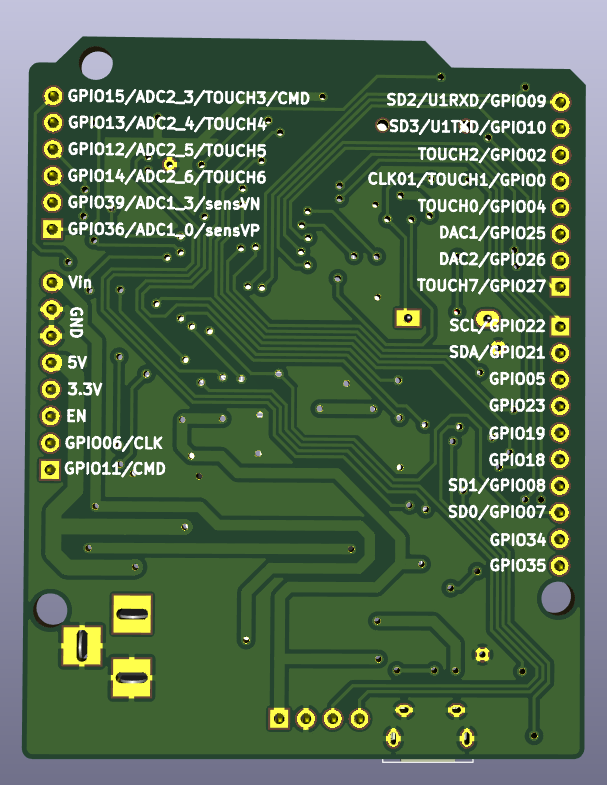 GPIO15/ADC2_3/TOUCH3/CMD
GPIO13/ADC2_4/TOUCH4
GPIO12/ADC2_5/TOUCH5
GPIO14/ADC2_6/TOUCH6
GPIO39/ADC1_3/sensVN
GPIO36/ADC1_0/sensVP
Vin
GND
5V
3.3V
EN
GPIO06/CLK
GPIO11/CMD
SD2/U1RXD/GPIO09
SD3/U1TXD/GPIO10
TOUCH2/GPIO02
CLK01/TOUCH1/GPIO0
TOUCH0/GPIO04
DAC1/GPIO25
DAC2/GPIO26
TOUCH7/GPIO27
SCL/GPIO22
SDA/GPIO21
GPIO05
GPIO23
GPIO19
GPIO18
SD1/GPIO08
SD0/GPIO07
GPIO34
GPIO35